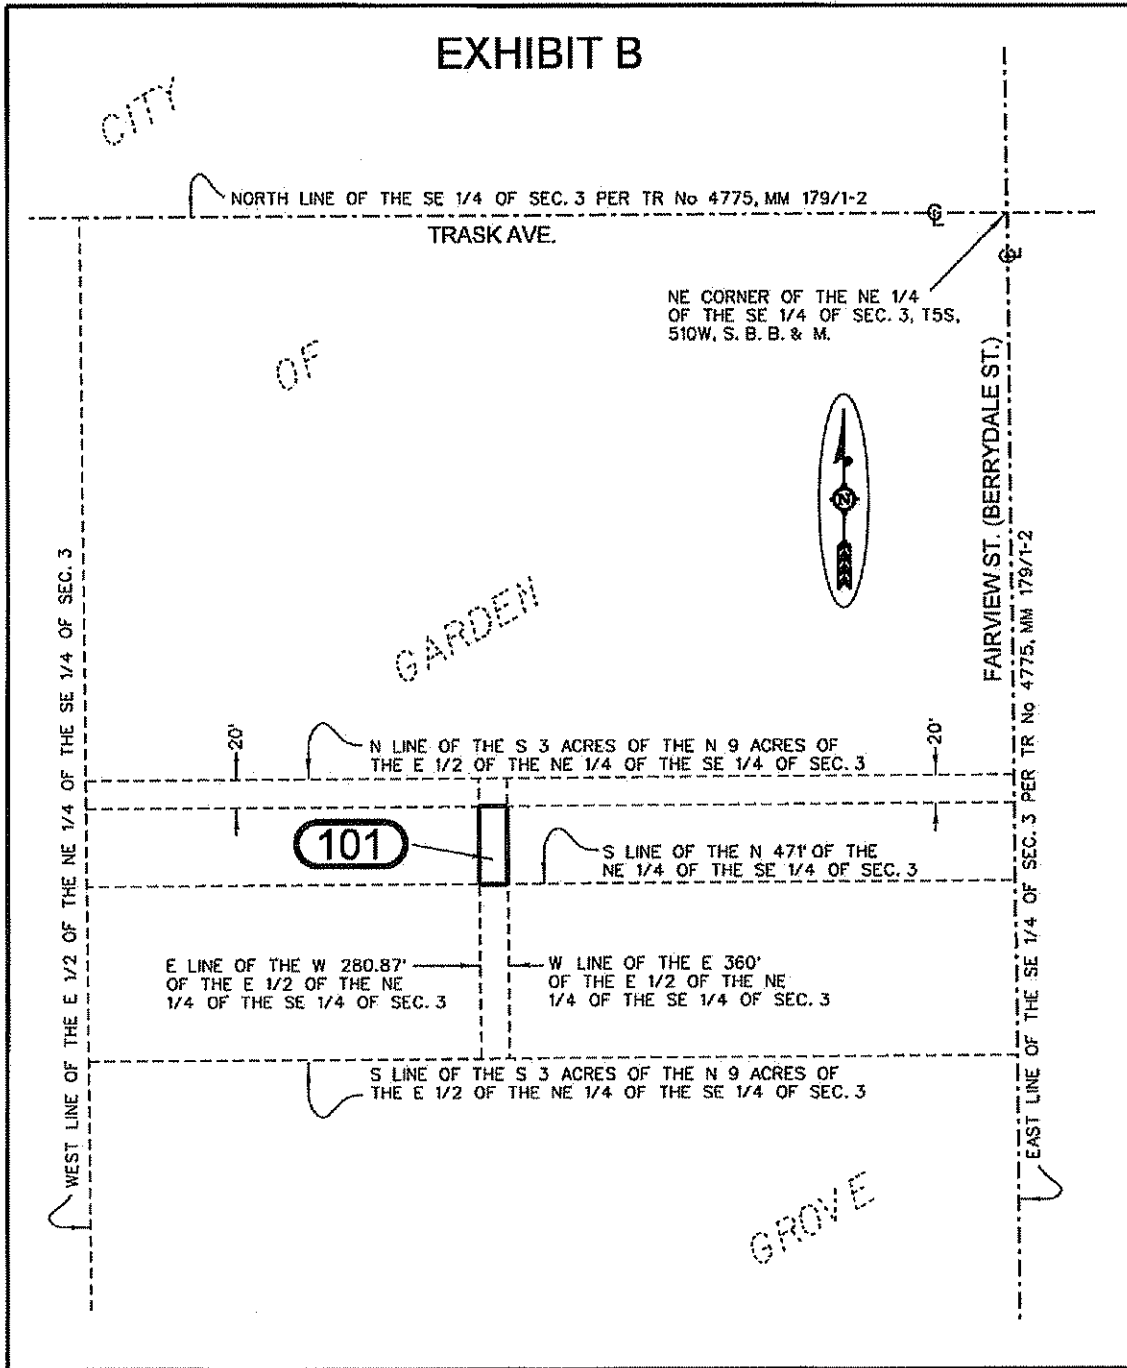 EXHIBIT B
CITY
NORTH LINE OF THE SE 1/4 OF SEC. 3 PER TR No 4775, MM 179/1-2
TRASK AVE.
NE CORNER OF THE NE 1/4
OF THE SE 1/4 OF SEC. 3, T5S,
510W, S. B. B. & M.
OF
FAIRVIEW ST. (BERRYDALE ST.)
N
WEST LINE OF THE E 1/2 OF THE NE 1/4 OF THE SE 1/4 OF SEC. 3
GARDEN
EAST LINE OF THE SE 1/4 OF SEC. 3 PER TR No 4775, MM 179/1-2
20'
N LINE OF THE S 3 ACRES OF THE N 9 ACRES OF
THE E 1/2 OF THE NE 1/4 OF THE SE 1/4 OF SEC. 3
20'
101
S LINE OF THE N 471' OF THE
NE 1/4 OF THE SE 1/4 OF SEC. 3
E LINE OF THE W 280.87'
OF THE E 1/2 OF THE NE
1/4 OF THE SE 1/4 OF SEC. 3
W LINE OF THE E 360'
OF THE E 1/2 OF THE NE
1/4 OF THE SE 1/4 OF SEC. 3
S LINE OF THE S 3 ACRES OF THE N 9 ACRES OF
THE E 1/2 OF THE NE 1/4 OF THE SE 1/4 OF SEC. 3
GROVE